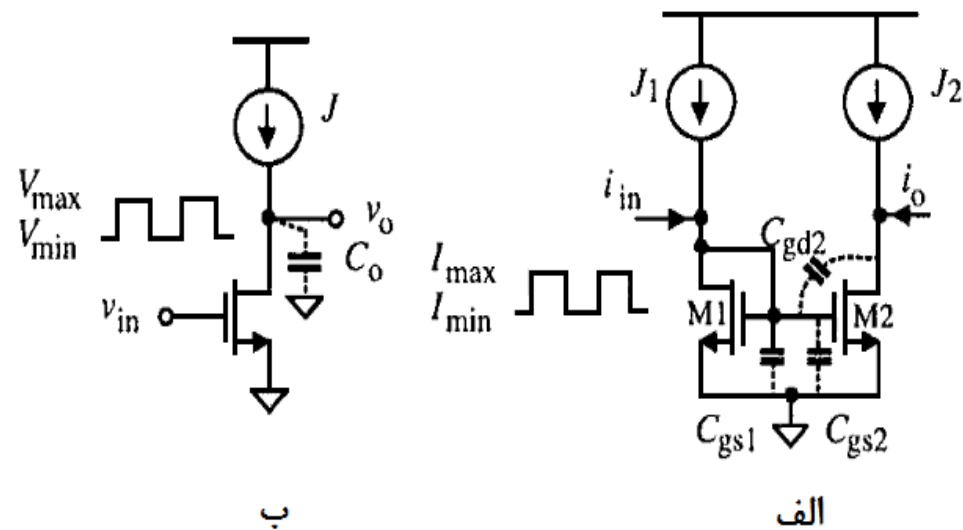 J
V_max
V_min
v_o
C_o
v_in
ب
J_1
J_2
i_in
i_o
C_gd2
I_max
I_min
M1
M2
C_gs1
C_gs2
الف